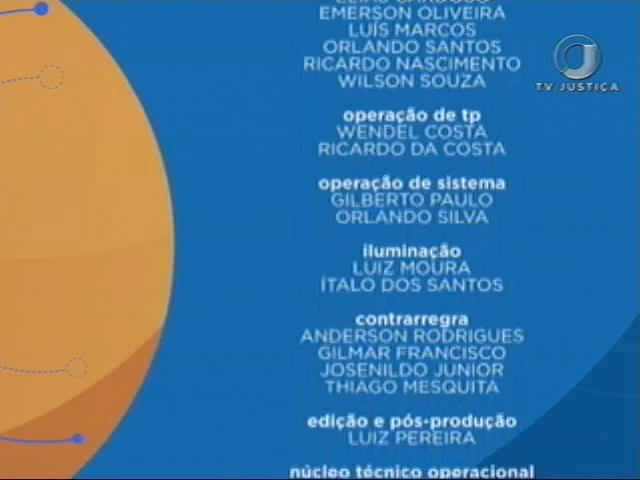 EMERSON OLIVEIRA
LUÍS MARCOS
ORLANDO SANTOS
RICARDO NASCIMENTO
WILSON SOUZA
TV JUSTIÇA
operação de tp
WENDEL COSTA
RICARDO DA COSTA
operação de sistema
GILBERTO PAULO
ORLANDO SILVA
iluminação
LUIZ MOURA
ÍTALO DOS SANTOS
contrarregra
ANDERSON RODRIGUES
GILMAR FRANCISCO
JOSENILDO JUNIOR
THIAGO MESQUITA
edição e pós-produção
LUIZ PEREIRA
núcleo técnico operacional